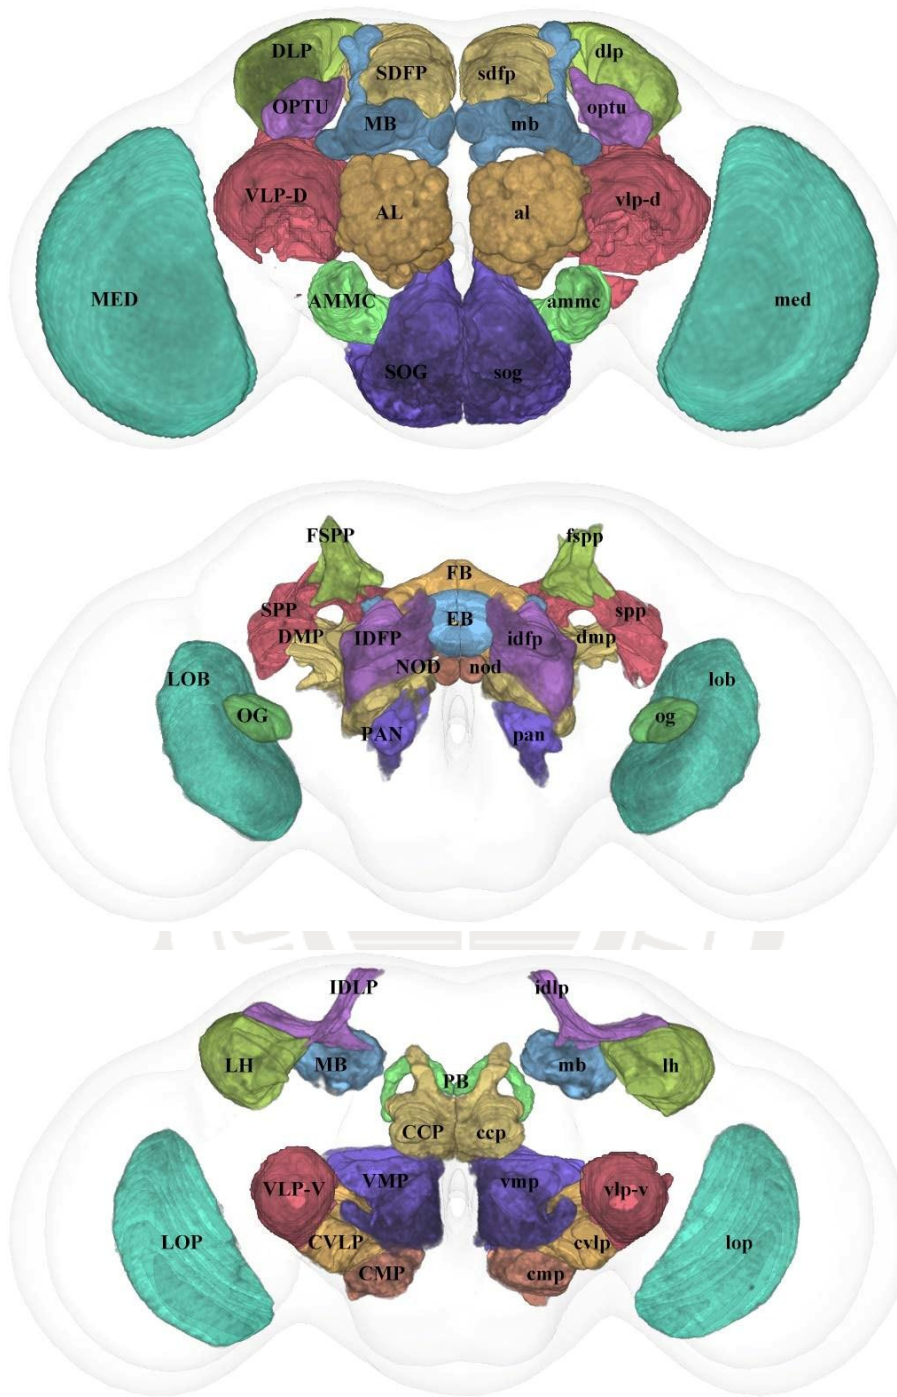 DLP SDFP sdfp dlp
OPTU MB mb optu
VLP-D AL al vlp-d
MED AMMC ammc med
SOG sog
FSPP fspp
FB
SPP EB spp
DMP IDFP idfp dmp
LOB NOD nod lob
OG og
PAN pan
IDLP idlp
LH MB PB mb lh
CCP ccp
VLP-V VMP vmp vlp-v
LOP CVLP cvlp lop
CMP cmp